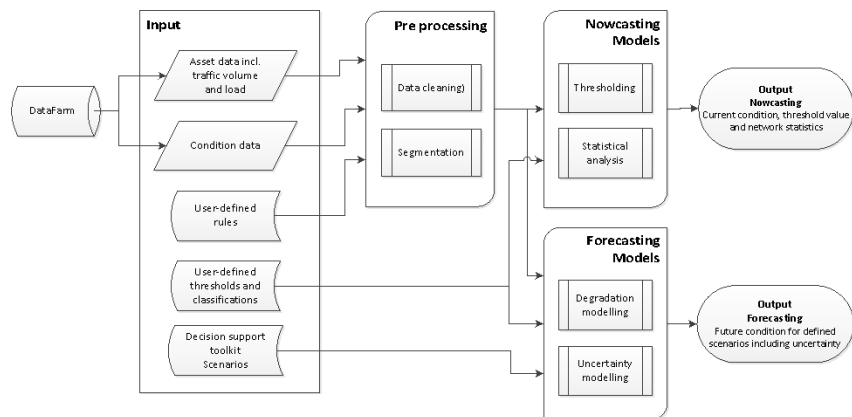 Input
Asset data incl.
traffic volume
and load
DataFarm
Condition data
User-defined
rules
User-defined
thresholds and
classifications
Decision support
toolkit
Scenarios
Pre processing
Data cleaning)
Segmentation
Nowcasting
Models
Thresholding
Statistical
analysis
Forecasting
Models
Degradation
modelling
Uncertainty
modelling
Output
Nowcasting
Current condition, threshold value
and network statistics
Output
Forecasting
Future condition for defined
scenarios including uncertainty